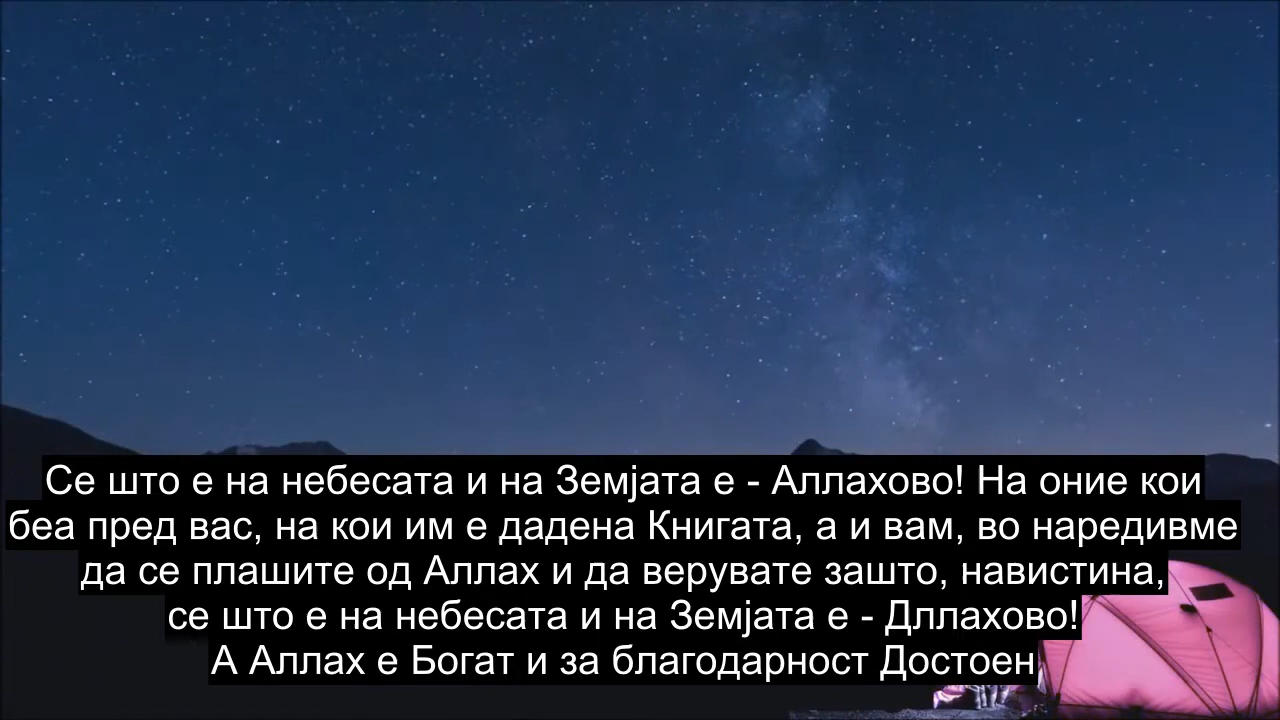 Се што е на небесата и на Земјата е - Аллахово! На оние кои
беа пред вас, на кои им е дадена Книгата, а и вам, во наредивме
да се плашите од Аллах и да верувате зашто, навистина,
се што е на небесата и на Земјата е - Дллахово!
А Аллах е Богат и за благодарност Достоен